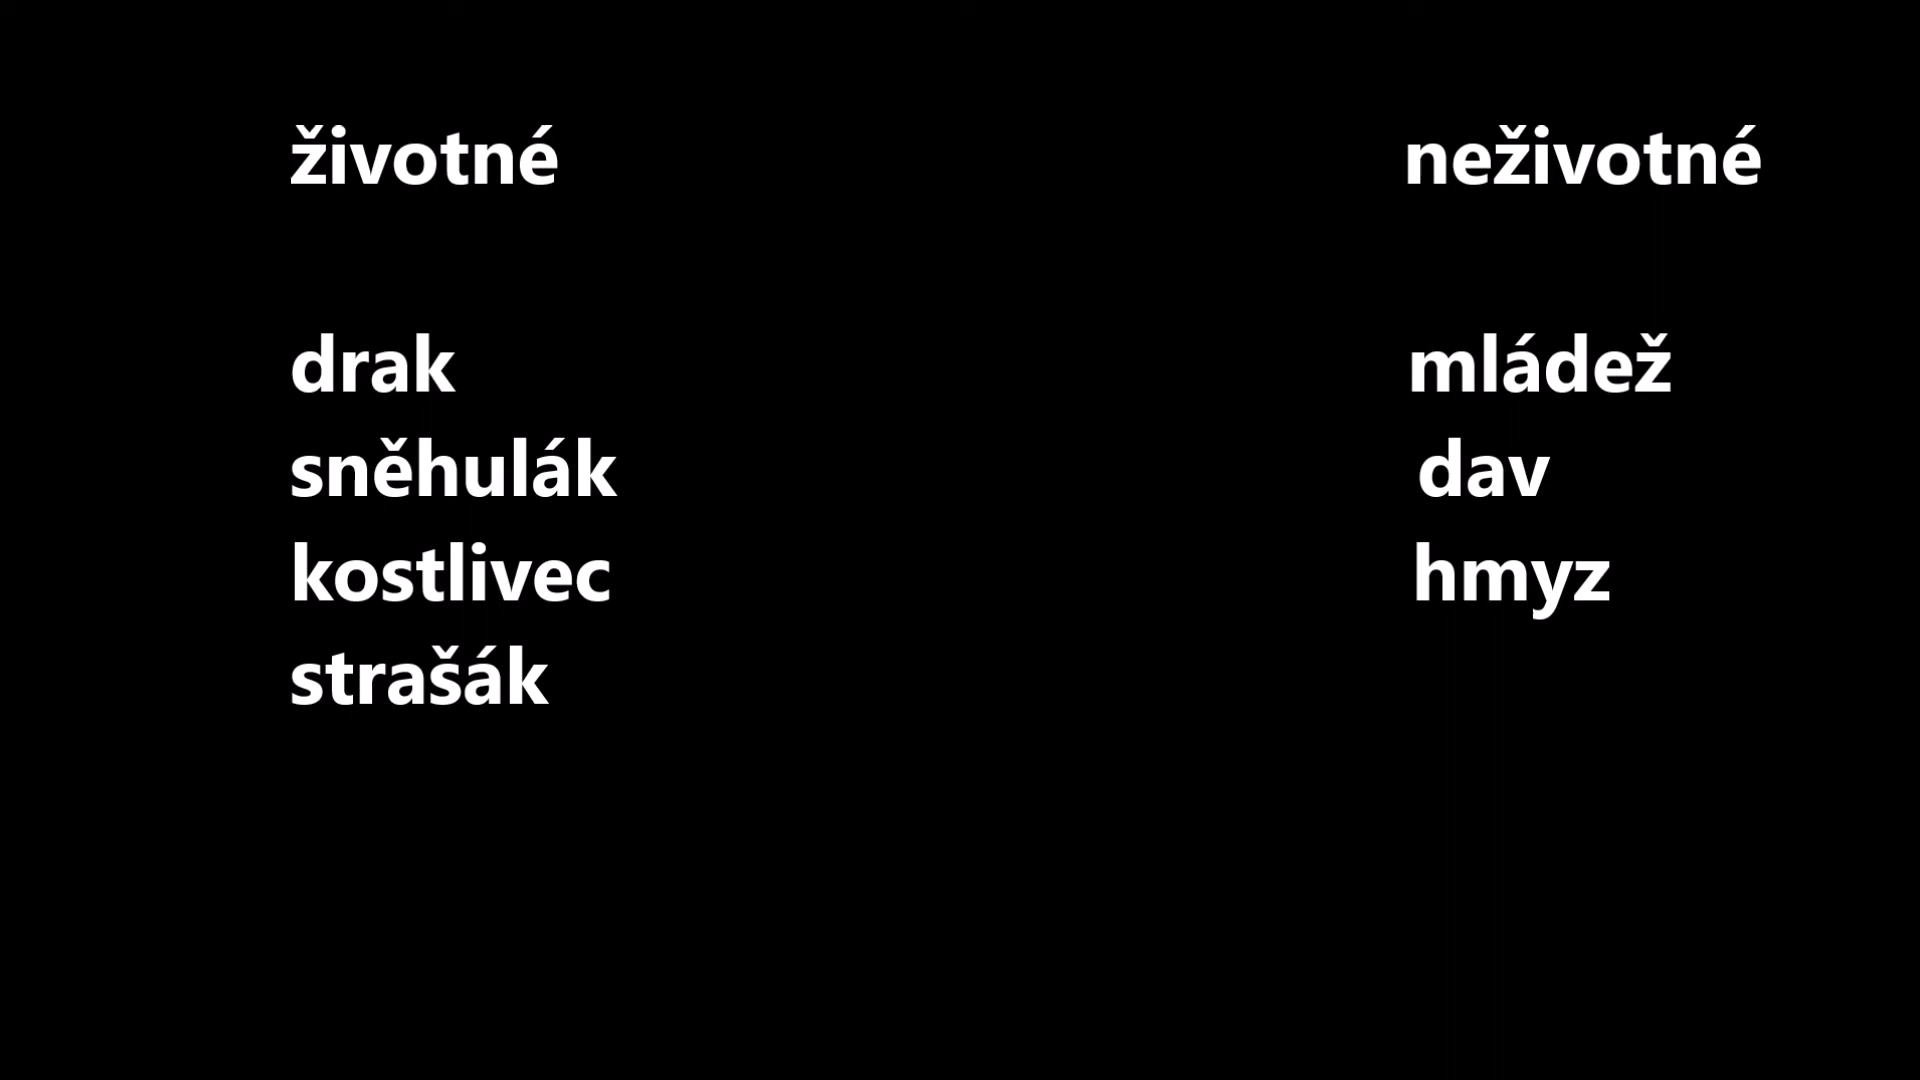 životné
neživotné
drak
mládež
sněhulák
dav
kostlivec
hmyz
strašák